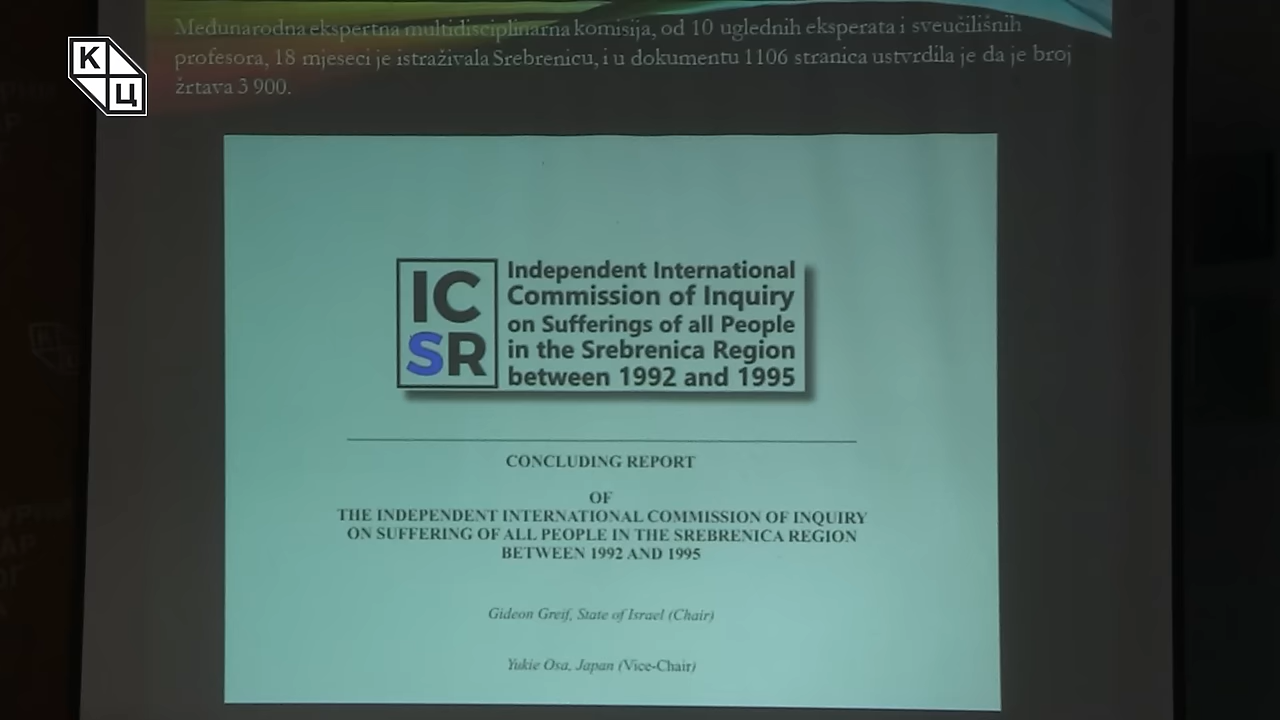 Međunarodna ekspertna multidisciplinarna komisija, od 10 uglednih eksperata i sveučilišnih
profesora, 18 mjeseci je istraživala Srebrenicu, i u dokumentu 1106 stranica ustvrdila je da je broj
žrtava 3 900.
К
Ц
IC
SR
Independent International
Commission of Inquiry
on Sufferings of all People
in the Srebrenica Region
between 1992 and 1995
CONCLUDING REPORT
OF
THE INDEPENDENT INTERNATIONAL COMMISSION OF INQUIRY
ON SUFFERING OF ALL PEOPLE IN THE SREBRENICA REGION
BETWEEN 1992 AND 1995
Gideon Greif, State of Israel (Chair)
Yukie Osa, Japan (Vice-Chair)